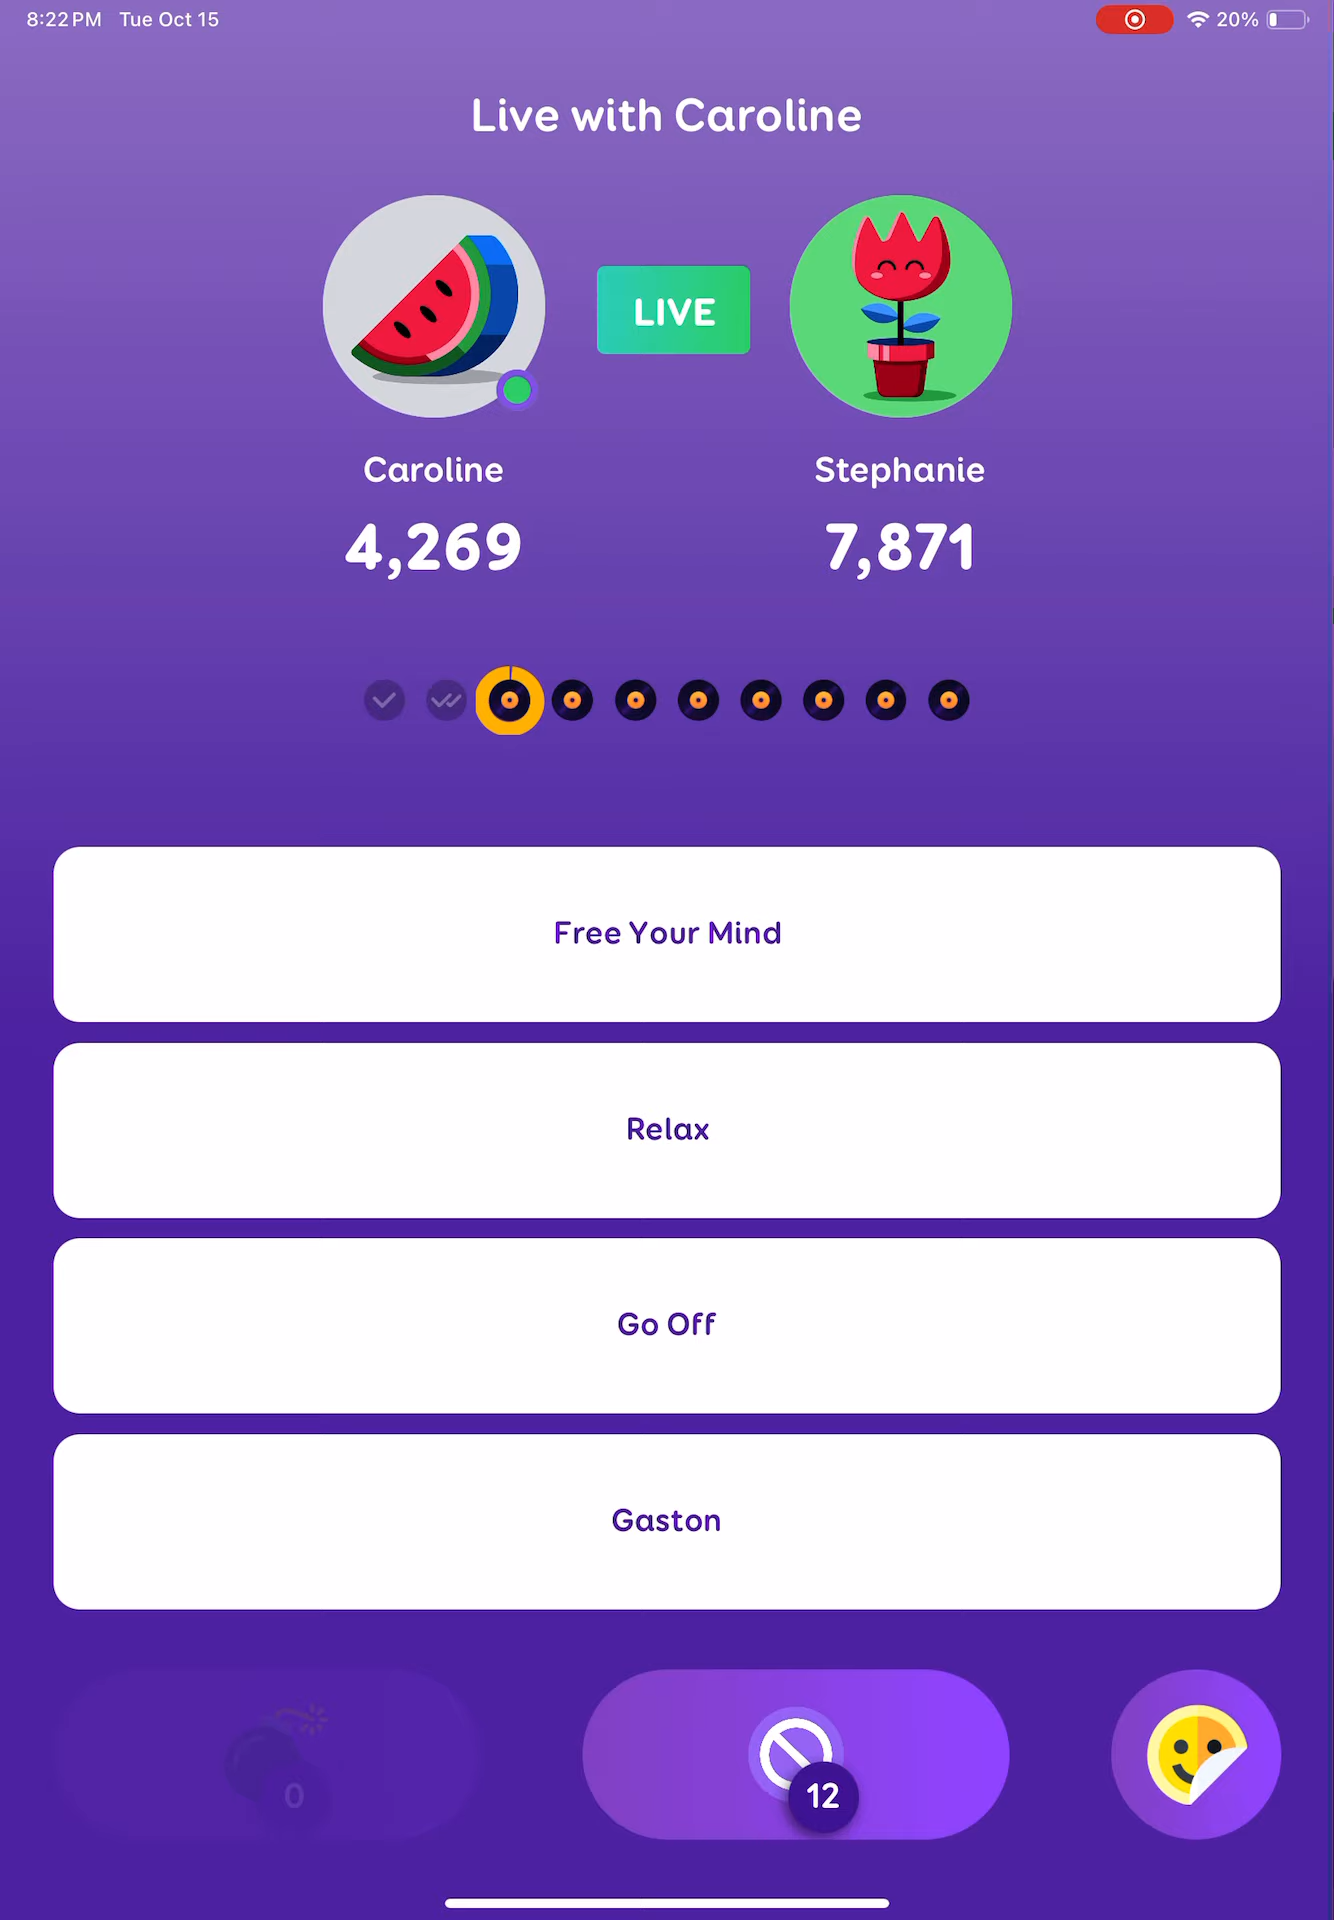 8:22 PM Tue Oct 15
20%
Live with Caroline
LIVE
Caroline
Stephanie
4,269
7,871
Free Your Mind
Relax
Go Off
Gaston
0
12